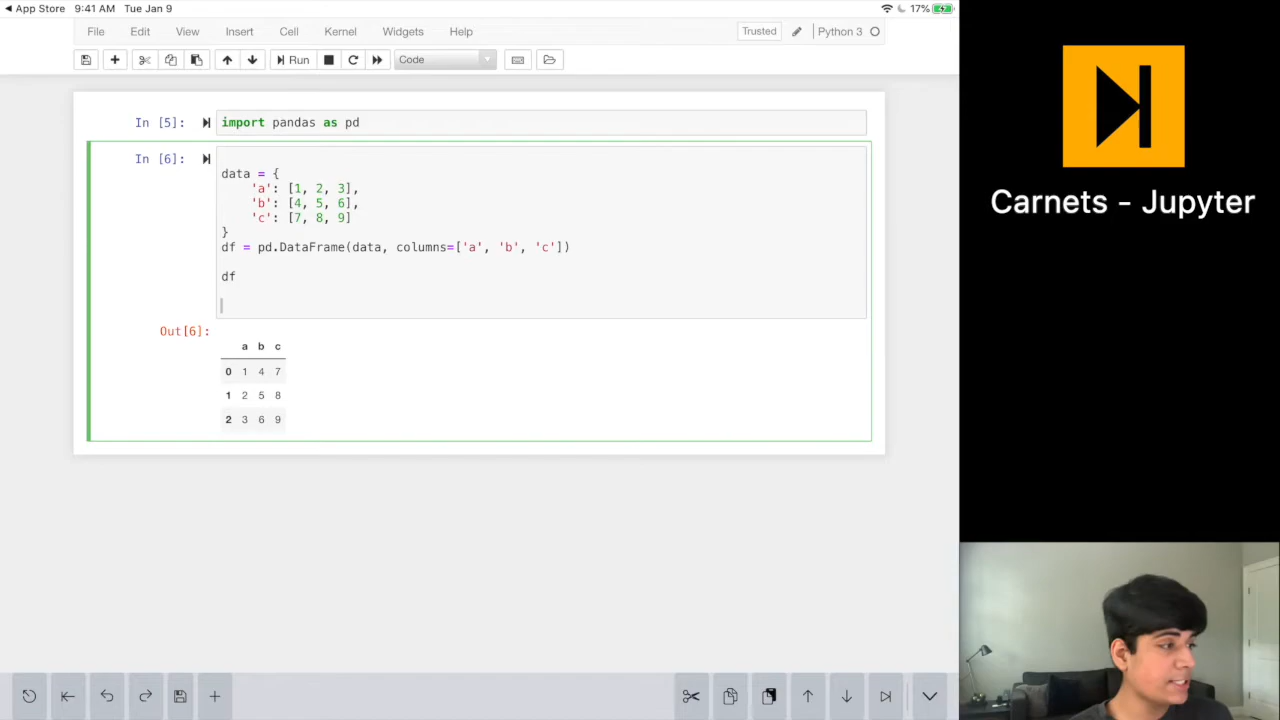 App Store 9:41 AM Tue Jan 9 17%
File Edit View Insert Cell Kernel Widgets Help Trusted Python 3
Run Code
In [5]: import pandas as pd
In [6]:
data = {
'a': [1, 2, 3],
'b': [4, 5, 6],
'c': [7, 8, 9]
}
df = pd.DataFrame(data, columns=['a', 'b', 'c'])
df
Out[6]:
a b c
0 1 4 7
1 2 5 8
2 3 6 9
Carnets - Jupyter